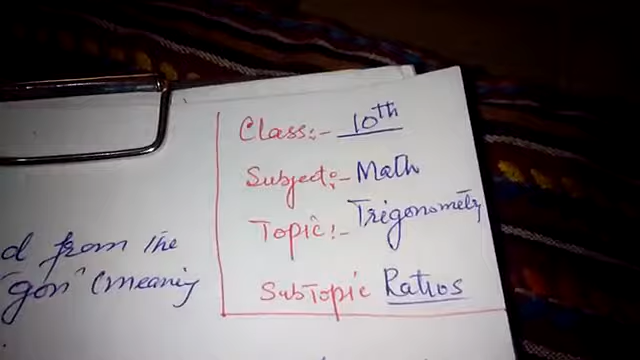 Class:- 10th
Subject:- Math
Topic:- Trigonometry
d from the
"gon" (meaning
SubTopic Ratios